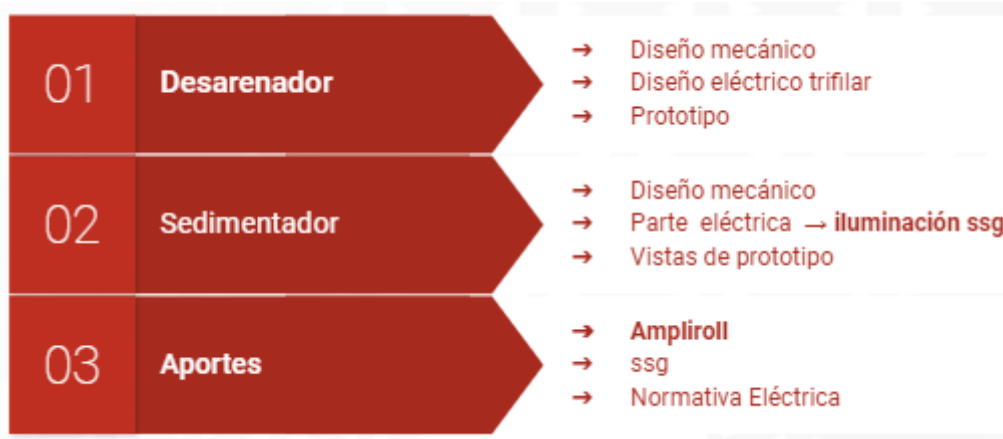 01
Desarenador
→ Diseño mecánico
→ Diseño eléctrico trifilar
→ Prototipo
02
Sedimentador
→ Diseño mecánico
→ Parte eléctrica → iluminación ssg
→ Vistas de prototipo
03
Aportes
→ Ampliroll
→ ssg
→ Normativa Eléctrica